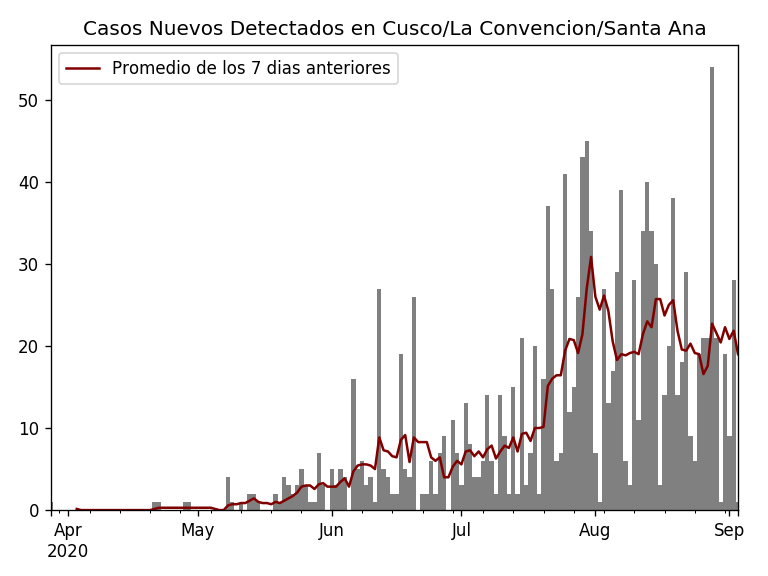 Casos Nuevos Detectados en Cusco/La Convencion/Santa Ana
Promedio de los 7 dias anteriores
50
40
30
20
10
0
Apr May Jun Jul Aug Sep
2020